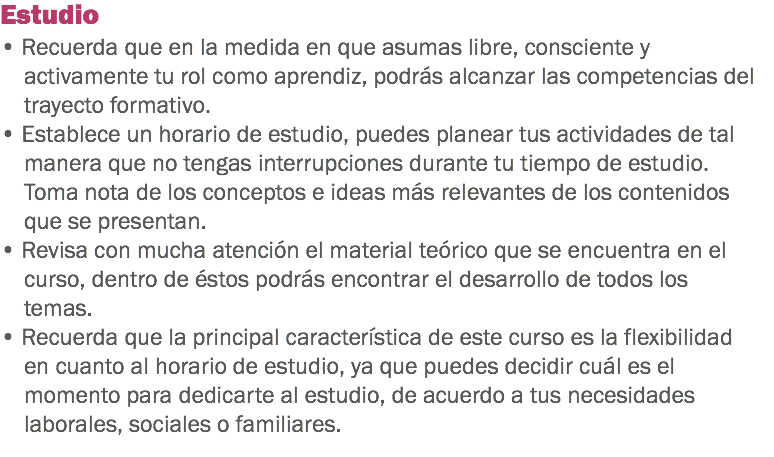 Estudio
• Recuerda que en la medida en que asumas libre, consciente y
activamente tu rol como aprendiz, podrás alcanzar las competencias del
trayecto formativo.
• Establece un horario de estudio, puedes planear tus actividades de tal
manera que no tengas interrupciones durante tu tiempo de estudio.
Toma nota de los conceptos e ideas más relevantes de los contenidos
que se presentan.
• Revisa con mucha atención el material teórico que se encuentra en el
curso, dentro de éstos podrás encontrar el desarrollo de todos los
temas.
• Recuerda que la principal característica de este curso es la flexibilidad
en cuanto al horario de estudio, ya que puedes decidir cuál es el
momento para dedicarte al estudio, de acuerdo a tus necesidades
laborales, sociales o familiares.